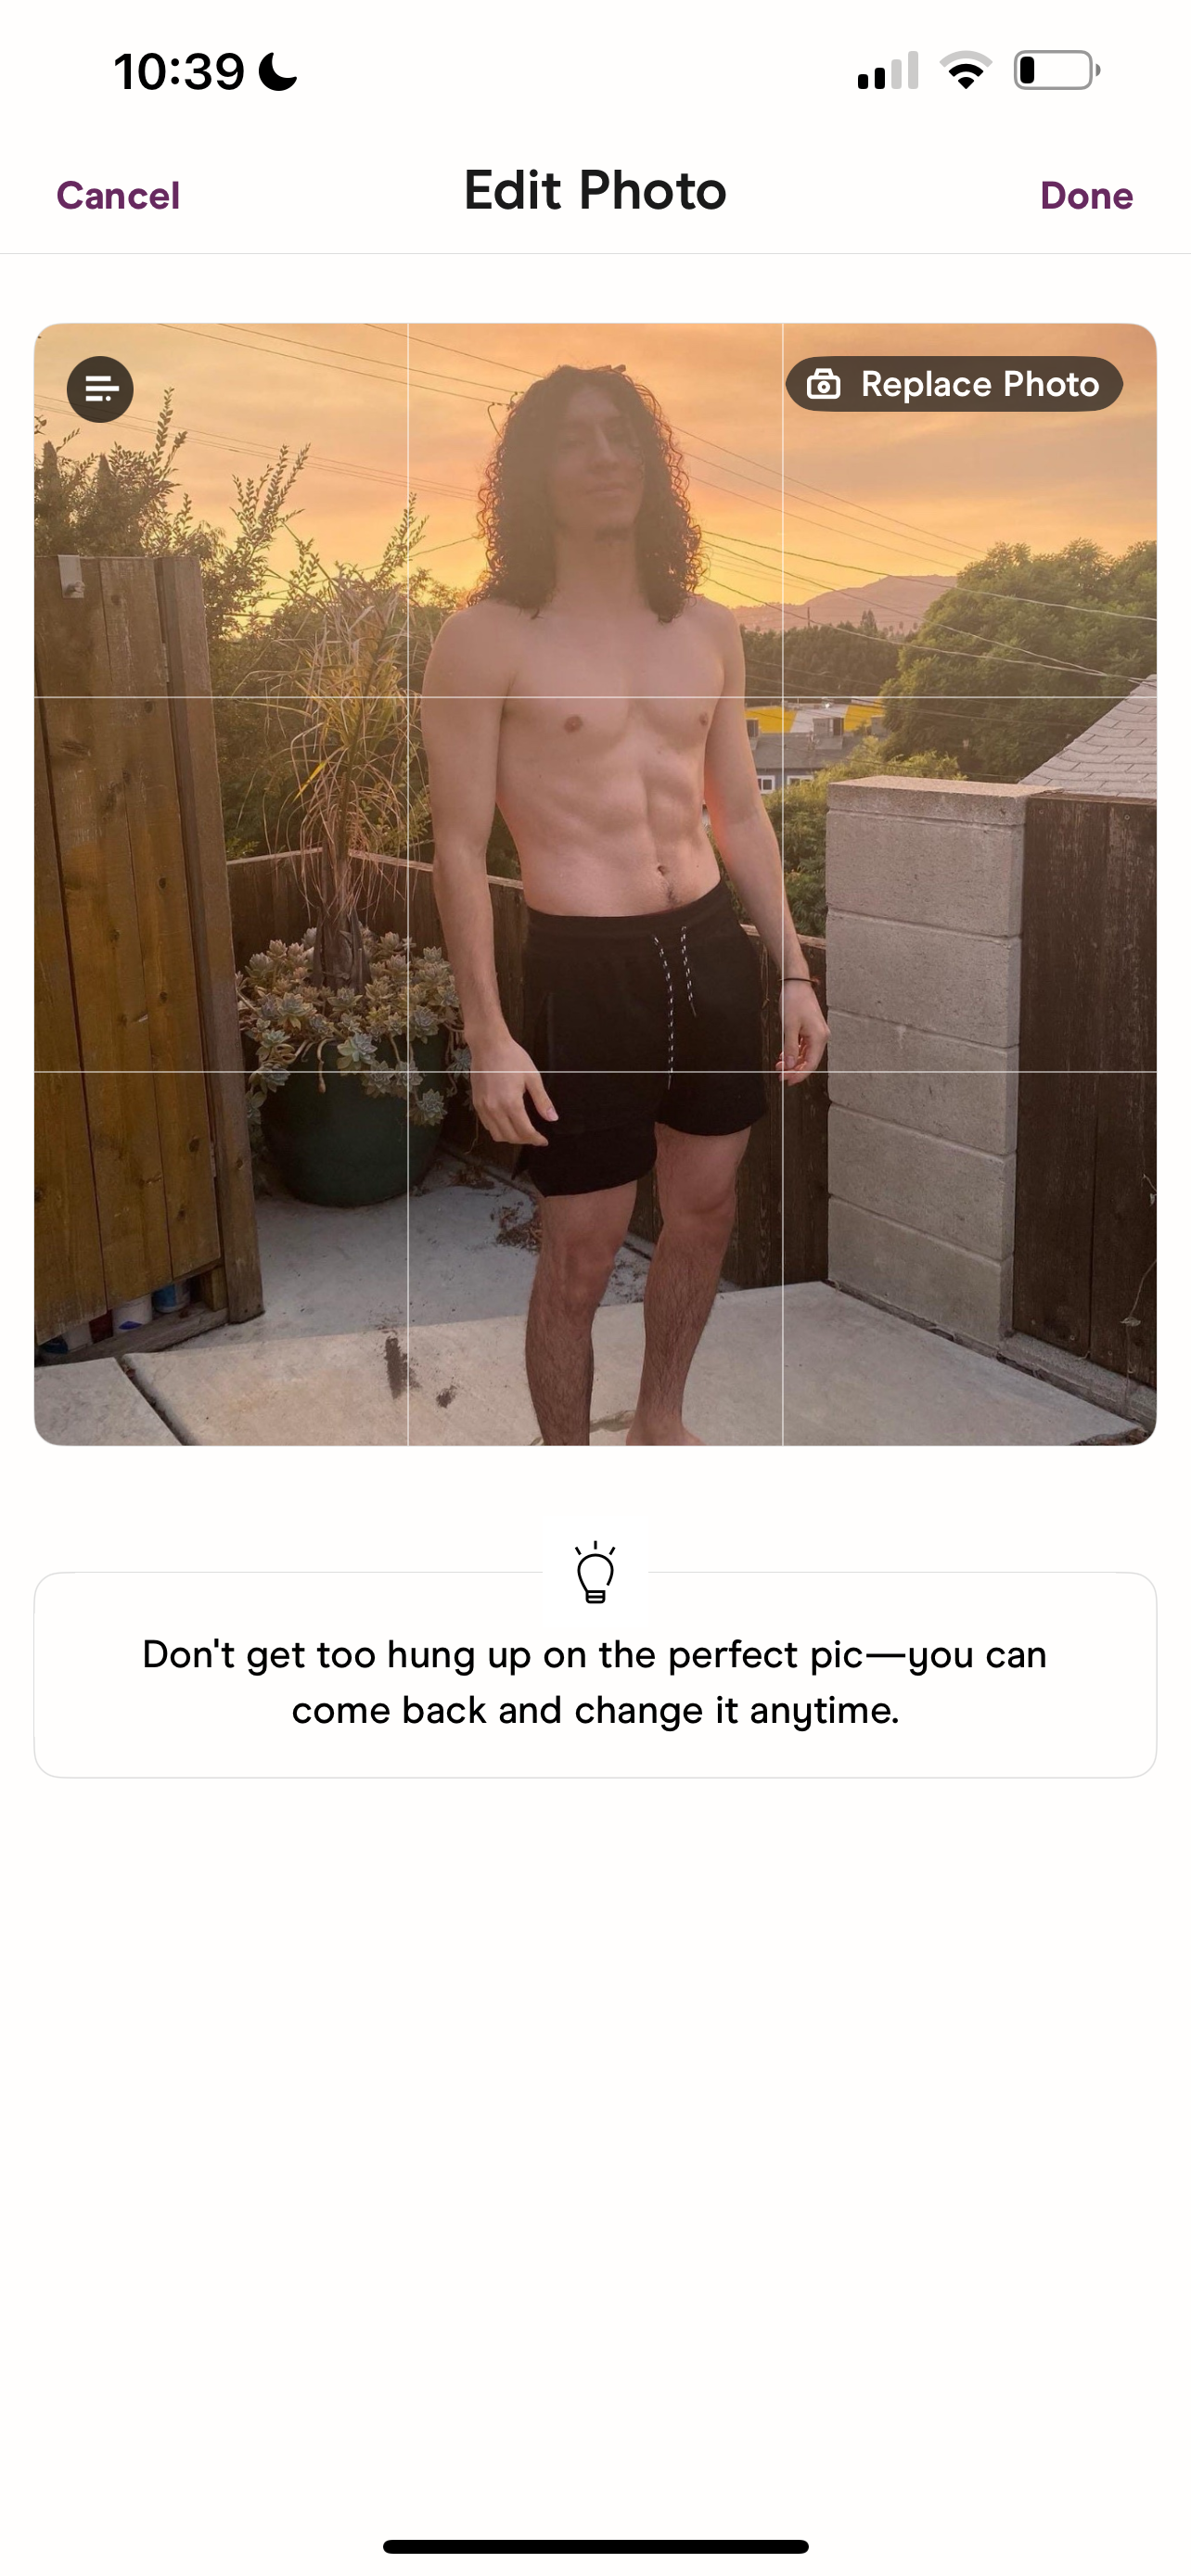 10:39
Cancel
Edit Photo
Done
Replace Photo
Don't get too hung up on the perfect pic—you can
come back and change it anytime.